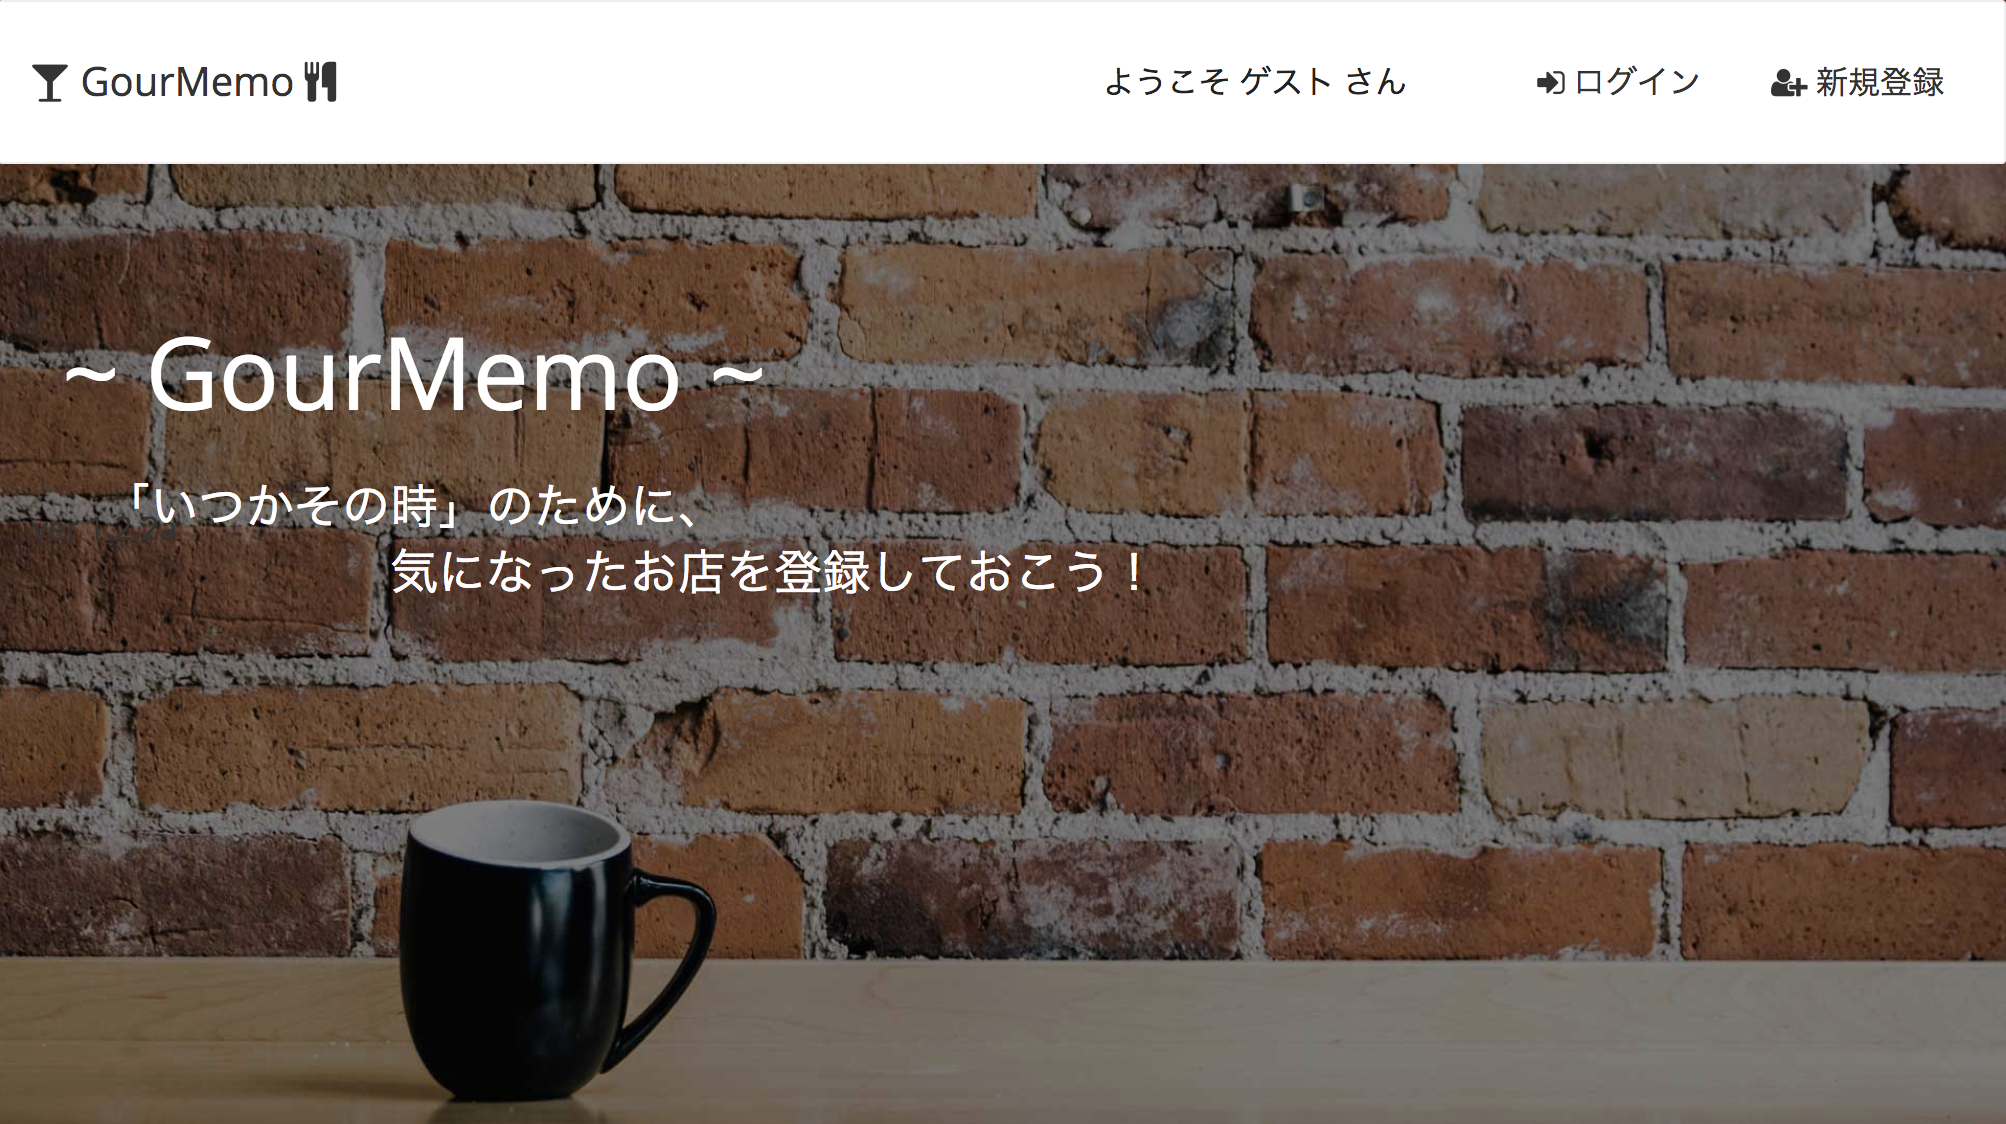 GourMemo
ようこそ ゲスト さん
ログイン
新規登録
~ GourMemo ~
「いつかその時」のために、
気になったお店を登録しておこう！